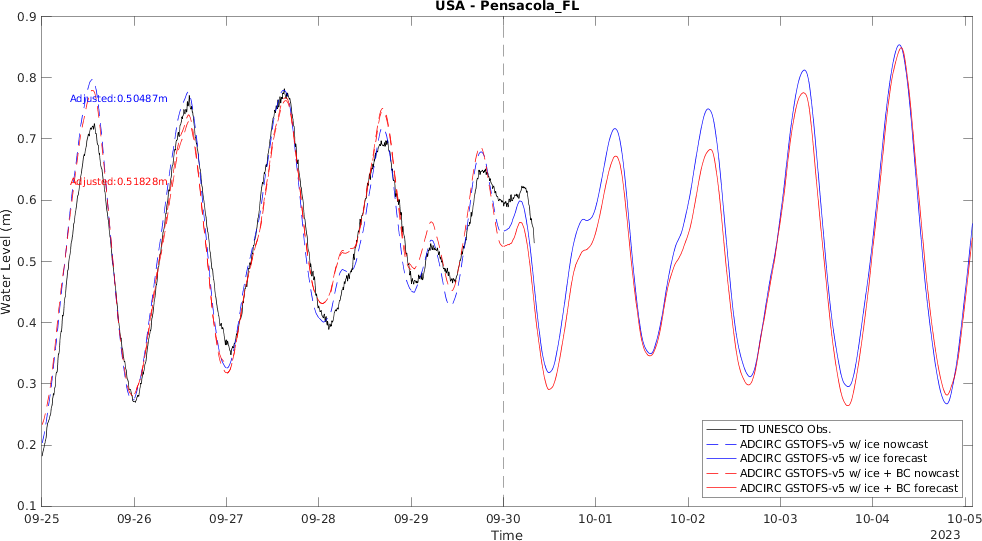 USA - Pensacola_FL
0.9
0.8
Adjusted:0.50487m
0.7
Adjusted:0.51828m
0.6
0.5
0.4
0.3
0.2
0.1
Water Level (m)
TD UNESCO Obs.
ADCIRC GSTOFS-v5 w/ ice nowcast
ADCIRC GSTOFS-v5 w/ ice forecast
ADCIRC GSTOFS-v5 w/ ice + BC nowcast
ADCIRC GSTOFS-v5 w/ ice + BC forecast
09-25 09-26 09-27 09-28 09-29 09-30 10-01 10-02 10-03 10-04 10-05
Time
2023